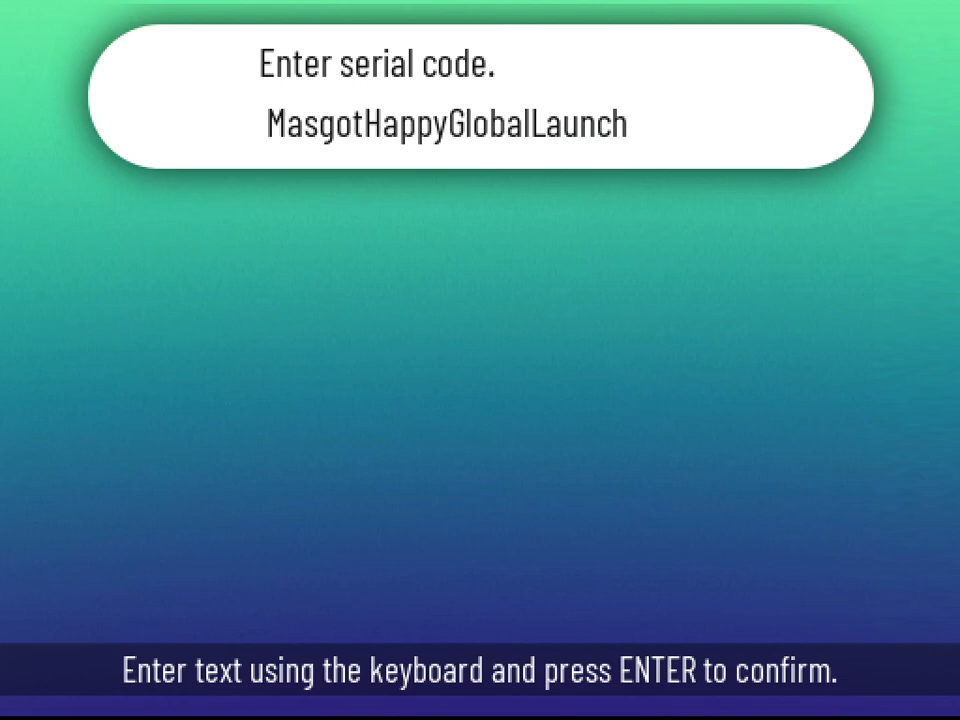 Enter serial code.
MasgotHappyGlobalLaunch
Enter text using the keyboard and press ENTER to confirm.